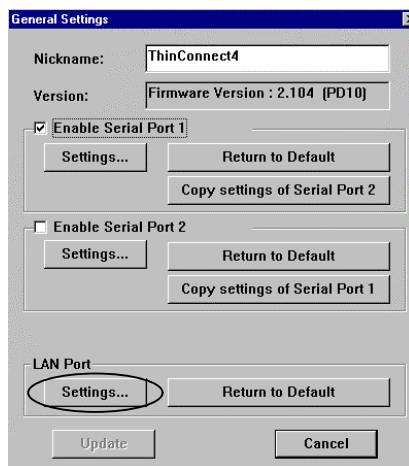 General Settings
Nickname: ThinConnect4
Version: Firmware Version : 2.104 (PD10)
Enable Serial Port 1
Settings... Return to Default
Copy settings of Serial Port 2
Enable Serial Port 2
Settings... Return to Default
Copy settings of Serial Port 1
LAN Port
Settings... Return to Default
Update Cancel